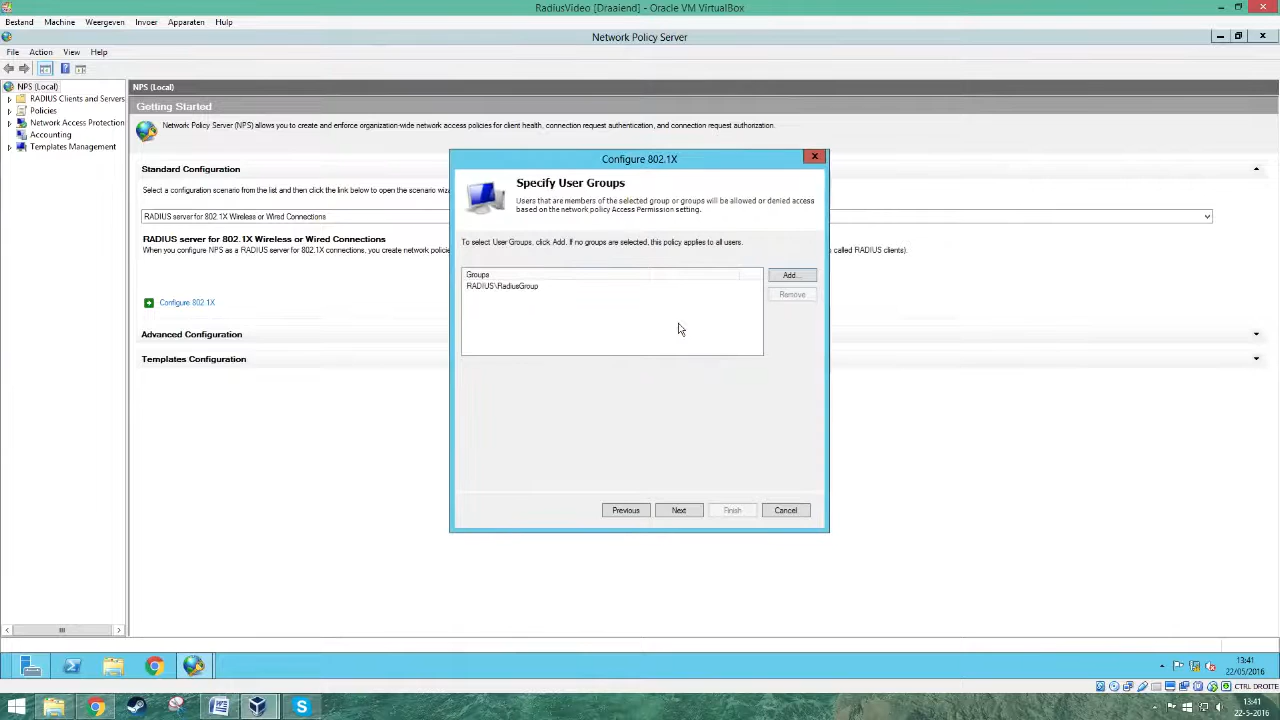 RadiusVideo [Draaiend] - Oracle VM VirtualBox
Bestand Machine Weergeven Invoer Apparaten Hulp
Network Policy Server
File Action View Help
NPS (Local)
RADIUS Clients and Servers
Policies
Network Access Protection
Accounting
Templates Management
NPS (Local)
Getting Started
Network Policy Server (NPS) allows you to create and enforce organization-wide network access policies for client health, connection request authentication, and connection request authorization.
Standard Configuration
Select a configuration scenario from the list and then click the link below to open the scenario wiz
RADIUS server for 802.1X Wireless or Wired Connections
RADIUS server for 802.1X Wireless or Wired Connections
When you configure NPS as a RADIUS server for 802.1X connections, you create network policie
called RADIUS clients).
Configure 802.1X
Advanced Configuration
Templates Configuration
Configure 802.1X
Specify User Groups
Users that are members of the selected group or groups will be allowed or denied access
based on the network policy Access Permission setting.
To select User Groups, click Add. If no groups are selected, this policy applies to all users.
Groups
RADIUS\RadiusGroup
Add...
Remove
Previous Next Finish Cancel
13:41
22/05/2016
CTRL DROITE
13:41
22-5-2016